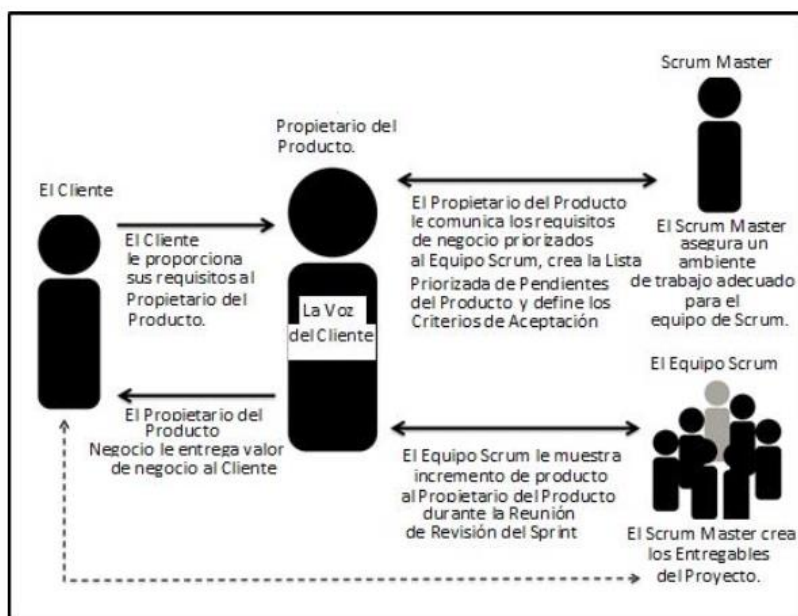 Scrum Master
Propietario del
Producto.
El Cliente
El Cliente
le proporciona
sus requisitos al
Propietario del
Producto.
La Voz
del Cliente
El Propietario del Producto
le comunica los requisitos
de negocio priorizados
al Equipo Scrum, crea la Lista
Priorizada de Pendientes
del Producto y define los
Criterios de Aceptación
El Scrum Master
asegura un
ambiente
de trabajo adecuado
para el
equipo de Scrum.
El Propietario del
Producto
Negocio le entrega valor
de negocio al Cliente
El Equipo Scrum le muestra
incremento de producto
al Propietario del Producto
durante la Reunión
de Revisión del Sprint
El Equipo Scrum
El Scrum Master crea
los Entregables
del Proyecto.